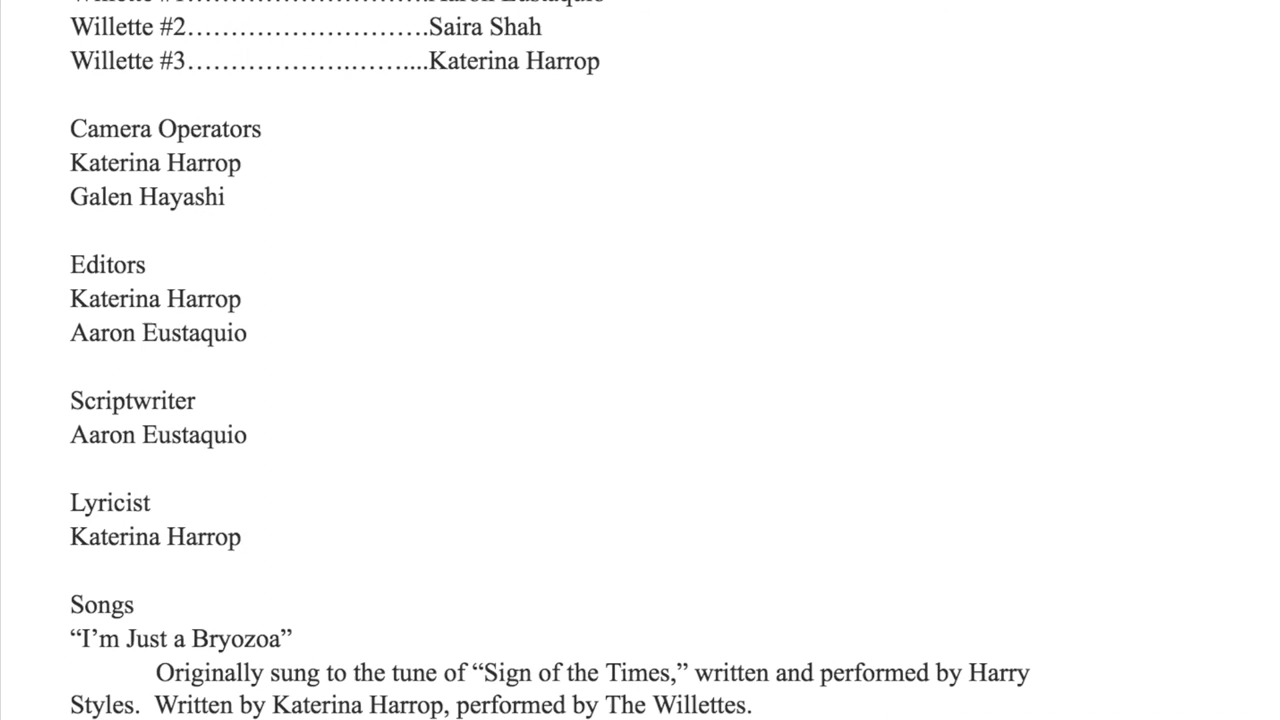 Willette #2……………………….Saira Shah
Willette #3……………….……....Katerina Harrop
Camera Operators
Katerina Harrop
Galen Hayashi
Editors
Katerina Harrop
Aaron Eustaquio
Scriptwriter
Aaron Eustaquio
Lyricist
Katerina Harrop
Songs
“I’m Just a Bryozoa”
Originally sung to the tune of “Sign of the Times,” written and performed by Harry
Styles.  Written by Katerina Harrop, performed by The Willettes.